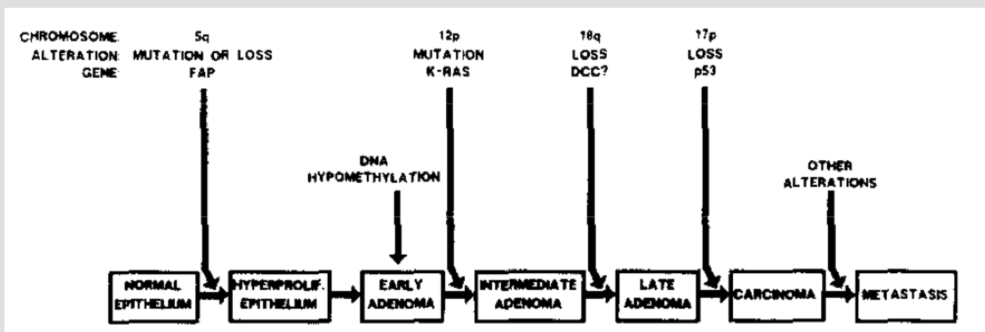 CHROMOSOME: 5q 12p 18q 17p
ALTERATION: MUTATION OR LOSS MUTATION LOSS LOSS
GENE: FAP K-RAS DCC? p53
DNA
HYPOMETHYLATION
OTHER
ALTERATIONS
NORMAL
EPITHELIUM
HYPERPROLIF.
EPITHELIUM
EARLY
ADENOMA
INTERMEDIATE
ADENOMA
LATE
ADENOMA
CARCINOMA
METASTASIS